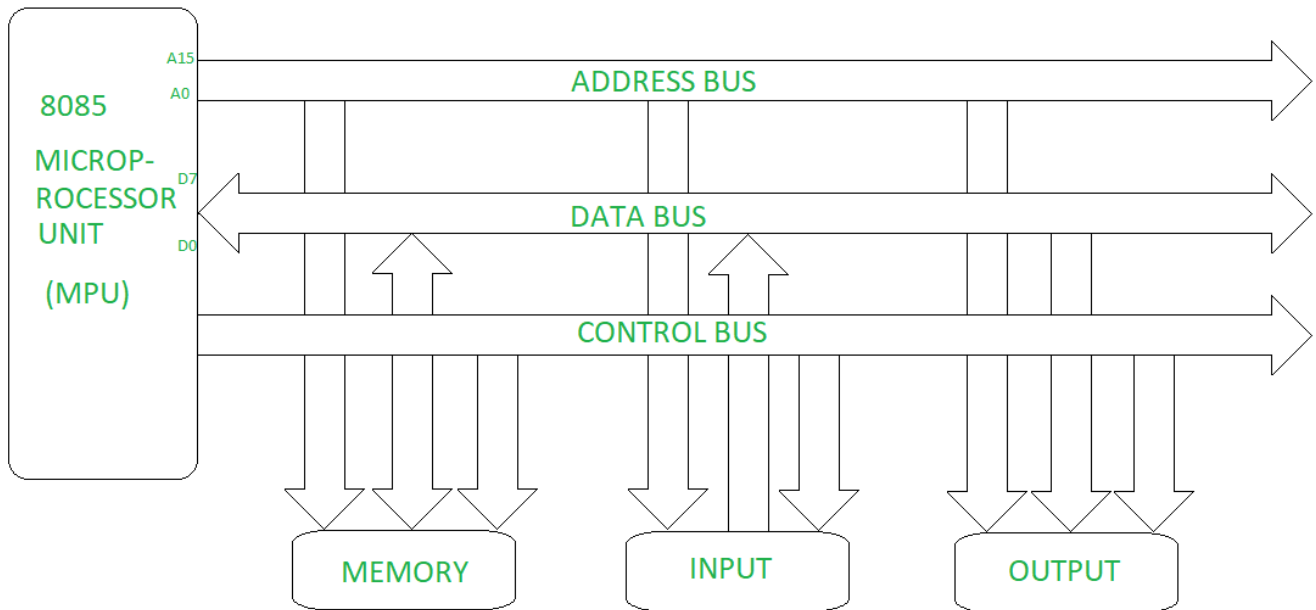 8085
MICROP-
ROCESSOR
UNIT
(MPU)
A15
A0
D7
D0
ADDRESS BUS
DATA BUS
CONTROL BUS
MEMORY
INPUT
OUTPUT